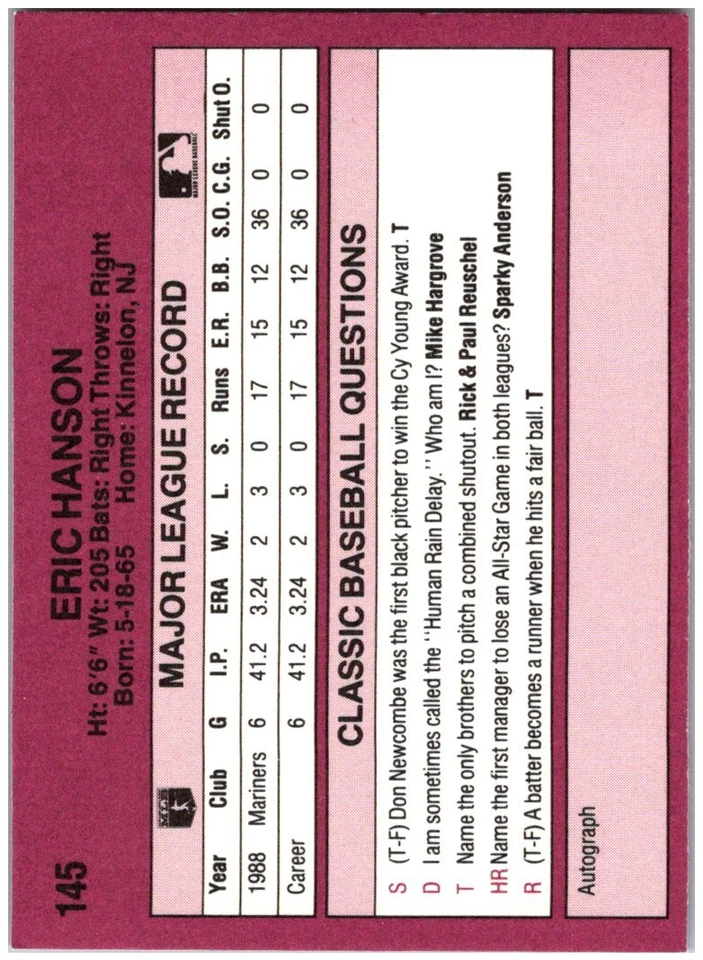 145
ERIC HANSON
Ht: 6'6" Wt: 205 Bats: Right Throws: Right
Born: 5-18-65 Home: Kinnelon, NJ
MLB
MAJOR LEAGUE RECORD
MAJOR LEAGUE BASEBALL
Year Club G I.P. ERA W. L. S. Runs E.R. B.B. S.O. C.G. Shut O.
1988 Mariners 6 41.2 3.24 2 3 0 17 15 12 36 0 0
Career 6 41.2 3.24 2 3 0 17 15 12 36 0 0
CLASSIC BASEBALL QUESTIONS
S (T-F) Don Newcombe was the first black pitcher to win the Cy Young Award. T
D I am sometimes called the "Human Rain Delay." Who am I? Mike Hargrove
T Name the only brothers to pitch a combined shutout. Rick & Paul Reuschel
HR Name the first manager to lose an All-Star Game in both leagues? Sparky Anderson
R (T-F) A batter becomes a runner when he hits a fair ball. T
Autograph